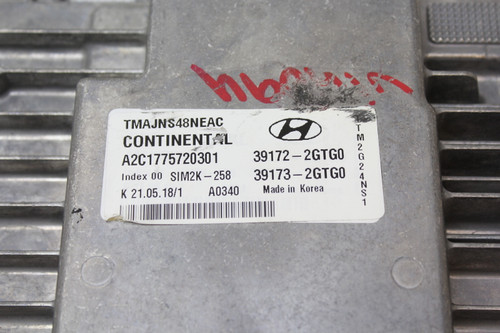 TMAJNS48NEAC
CONTINENTAL
A2C1775720301 39172-2GTG0
Index 00 SIM2K-258 39173-2GTG0
K 21.05.18/1 A0340 Made in Korea
TM2G24NS1